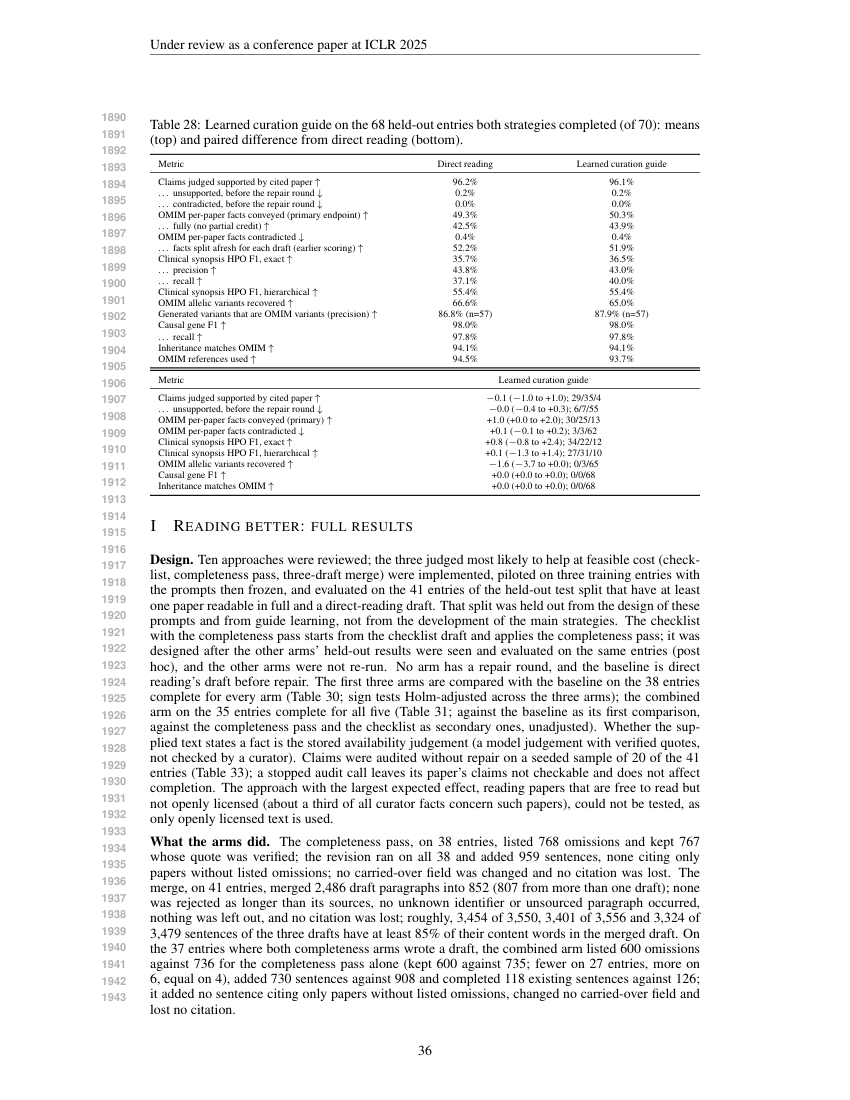 Under review as a conference paper at ICLR 2025
1890
1891
1892
1893
1894
1895
1896
1897
1898
1899
1900
1901
1902
1903
1904
1905
1906
1907
1908
1909
1910
1911
1912
1913
1914
1915
1916
1917
1918
1919
1920
1921
1922
1923
1924
1925
1926
1927
1928
1929
1930
1931
1932
1933
1934
1935
1936
1937
1938
1939
1940
1941
1942
1943
Table 28: Learned curation guide on the 68 held-out entries both strategies completed (of 70): means
(top) and paired difference from direct reading (bottom).
Metric Direct reading Learned curation guide
Claims judged supported by cited paper ↑ 96.2% 96.1%
... unsupported, before the repair round ↓ 0.2% 0.2%
... contradicted, before the repair round ↓ 0.0% 0.0%
OMIM per-paper facts conveyed (primary endpoint) ↑ 49.3% 50.3%
... fully (no partial credit) ↑ 42.5% 43.9%
OMIM per-paper facts contradicted ↓ 0.4% 0.4%
... facts split afresh for each draft (earlier scoring) ↑ 52.2% 51.9%
Clinical synopsis HPO F1, exact ↑ 35.7% 36.5%
... precision ↑ 43.8% 43.0%
... recall ↑ 37.1% 40.0%
Clinical synopsis HPO F1, hierarchical ↑ 55.4% 55.4%
OMIM allelic variants recovered ↑ 66.6% 65.0%
Generated variants that are OMIM variants (precision) ↑ 86.8% (n=57) 87.9% (n=57)
Causal gene F1 ↑ 98.0% 98.0%
... recall ↑ 97.8% 97.8%
Inheritance matches OMIM ↑ 94.1% 94.1%
OMIM references used ↑ 94.5% 93.7%
Metric Learned curation guide
Claims judged supported by cited paper ↑ −0.1 (−1.0 to +1.0); 29/35/4
... unsupported, before the repair round ↓ −0.0 (−0.4 to +0.3); 6/7/55
OMIM per-paper facts conveyed (primary) ↑ +1.0 (+0.0 to +2.0); 30/25/13
OMIM per-paper facts contradicted ↓ +0.1 (−0.1 to +0.2); 3/3/62
Clinical synopsis HPO F1, exact ↑ +0.8 (−0.8 to +2.4); 34/22/12
Clinical synopsis HPO F1, hierarchical ↑ +0.1 (−1.3 to +1.4); 27/31/10
OMIM allelic variants recovered ↑ −1.6 (−3.7 to +0.0); 0/3/65
Causal gene F1 ↑ +0.0 (+0.0 to +0.0); 0/0/68
Inheritance matches OMIM ↑ +0.0 (+0.0 to +0.0); 0/0/68
I READING BETTER: FULL RESULTS
Design. Ten approaches were reviewed; the three judged most likely to help at feasible cost (check-
list, completeness pass, three-draft merge) were implemented, piloted on three training entries with
the prompts then frozen, and evaluated on the 41 entries of the held-out test split that have at least
one paper readable in full and a direct-reading draft. That split was held out from the design of these
prompts and from guide learning, not from the development of the main strategies. The checklist
with the completeness pass starts from the checklist draft and applies the completeness pass; it was
designed after the other arms' held-out results were seen and evaluated on the same entries (post
hoc), and the other arms were not re-run. No arm has a repair round, and the baseline is direct
reading's draft before repair. The first three arms are compared with the baseline on the 38 entries
complete for every arm (Table 30; sign tests Holm-adjusted across the three arms); the combined
arm on the 35 entries complete for all five (Table 31; against the baseline as its first comparison,
against the completeness pass and the checklist as secondary ones, unadjusted). Whether the sup-
plied text states a fact is the stored availability judgement (a model judgement with verified quotes,
not checked by a curator). Claims were audited without repair on a seeded sample of 20 of the 41
entries (Table 33); a stopped audit call leaves its paper's claims not checkable and does not affect
completion. The approach with the largest expected effect, reading papers that are free to read but
not openly licensed (about a third of all curator facts concern such papers), could not be tested, as
only openly licensed text is used.
What the arms did. The completeness pass, on 38 entries, listed 768 omissions and kept 767
whose quote was verified; the revision ran on all 38 and added 959 sentences, none citing only
papers without listed omissions; no carried-over field was changed and no citation was lost. The
merge, on 41 entries, merged 2,486 draft paragraphs into 852 (807 from more than one draft); none
was rejected as longer than its sources, no unknown identifier or unsourced paragraph occurred,
nothing was left out, and no citation was lost; roughly, 3,454 of 3,550, 3,401 of 3,556 and 3,324 of
3,479 sentences of the three drafts have at least 85% of their content words in the merged draft. On
the 37 entries where both completeness arms wrote a draft, the combined arm listed 600 omissions
against 736 for the completeness pass alone (kept 600 against 735; fewer on 27 entries, more on
6, equal on 4), added 730 sentences against 908 and completed 118 existing sentences against 126;
it added no sentence citing only papers without listed omissions, changed no carried-over field and
lost no citation.
36